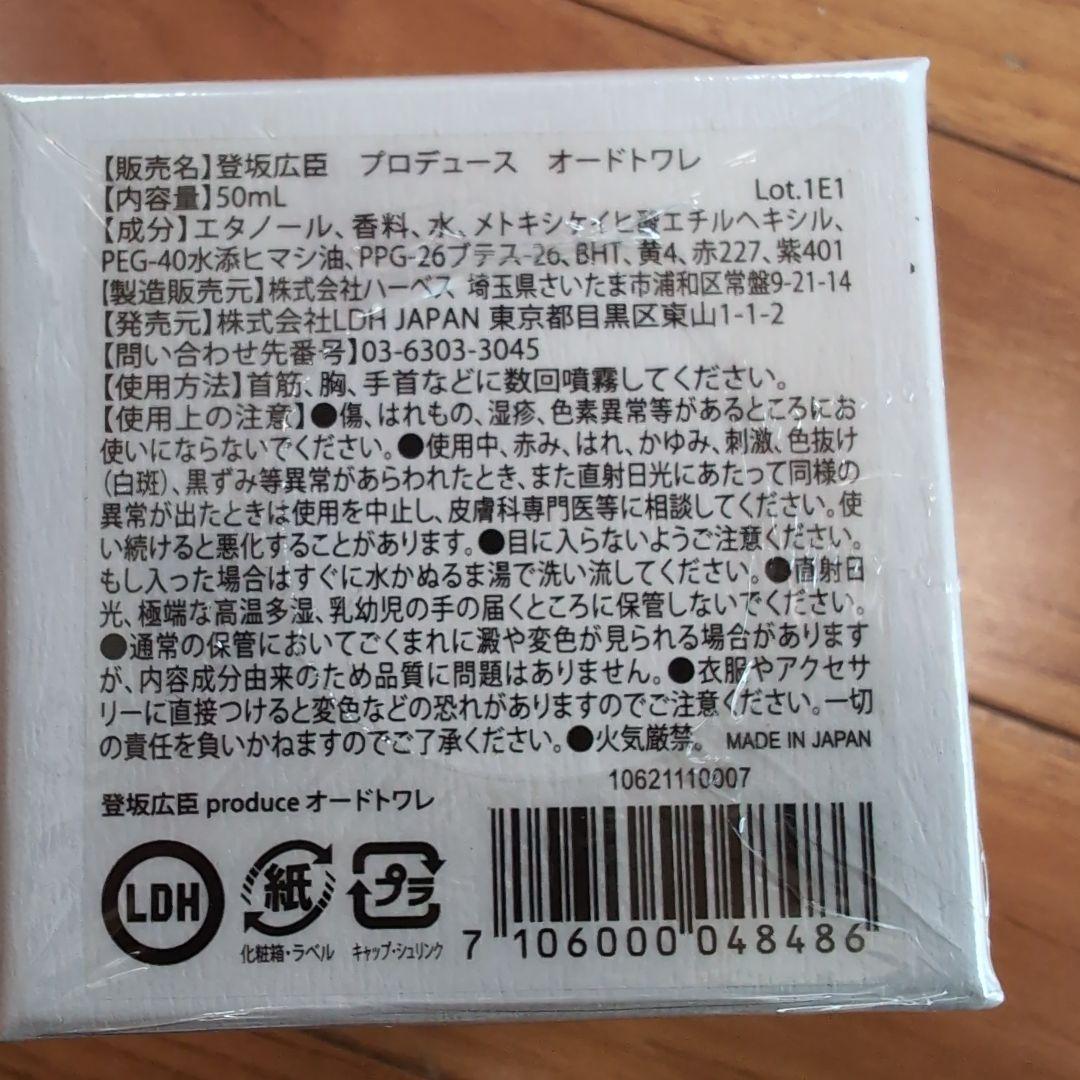 【販売名】登坂広臣　プロデュース　オードトワレ
【内容量】50mL　Lot.1E1
【成分】エタノール、香料、水、メトキシケイヒ酸エチルヘキシル、
PEG-40水添ヒマシ油、PPG-26ブテス-26、BHT、黄4、赤227、紫401
【製造販売元】株式会社ハーベス 埼玉県さいたま市浦和区常盤9-21-14
【発売元】株式会社LDH JAPAN 東京都目黒区東山1-1-2
【問い合わせ先番号】03-6303-3045
【使用方法】首筋、胸、手首などに数回噴霧してください。
【使用上の注意】●傷、はれもの、湿疹、色素異常等があるところにお
使いにならないでください。●使用中、赤み、はれ、かゆみ、刺激、色抜け
（白斑）、黒ずみ等異常があらわれたとき、また直射日光にあたって同様の
異常が出たときは使用を中止し、皮膚科専門医等に相談してください。使
い続けると悪化することがあります。●目に入らないようご注意ください。
もし入った場合はすぐに水かぬるま湯で洗い流してください。●直射日
光、極端な高温多湿、乳幼児の手の届くところに保管しないでください。
●通常の保管においてごくまれに澱や変色が見られる場合があります
が、内容成分由来のため品質に問題はありません。●衣服やアクセサ
リーに直接つけると変色などの恐れがありますのでご注意ください。一切
の責任を負いかねますのでご了承ください。●火気厳禁。 MADE IN JAPAN
10621110007
登坂広臣 produce オードトワレ
LDH
紙
プラ
化粧箱・ラベル
キャップ・シュリンク
7 106000 048486